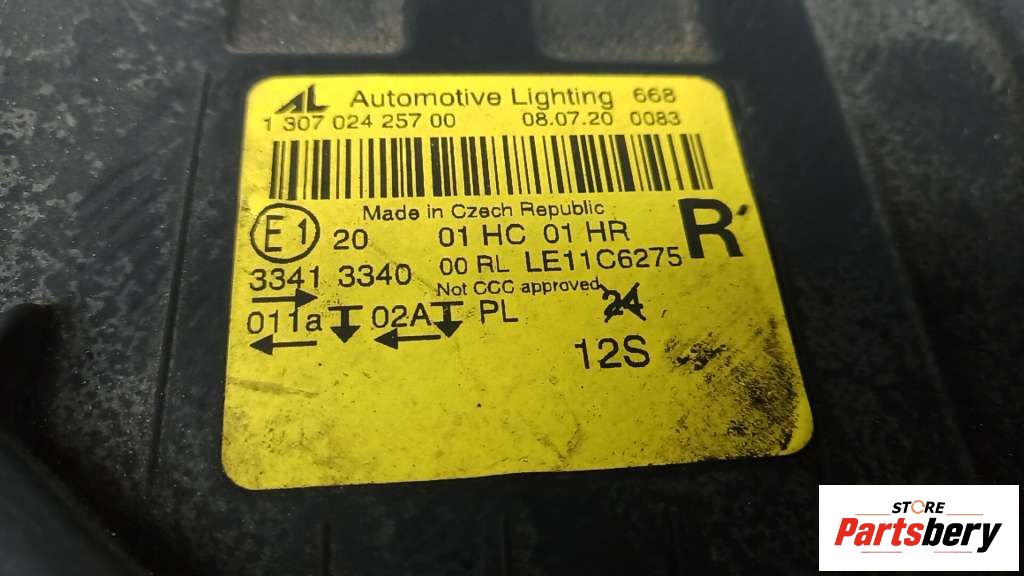 AL Automotive Lighting 668
1 307 024 257 00 08.07.20 0083
Made in Czech Republic
E1 20 01 HC 01 HR R
3341 3340 00 RL LE11C6275
Not CCC approved
011a 02A PL 24
12S
STORE
Partsbery